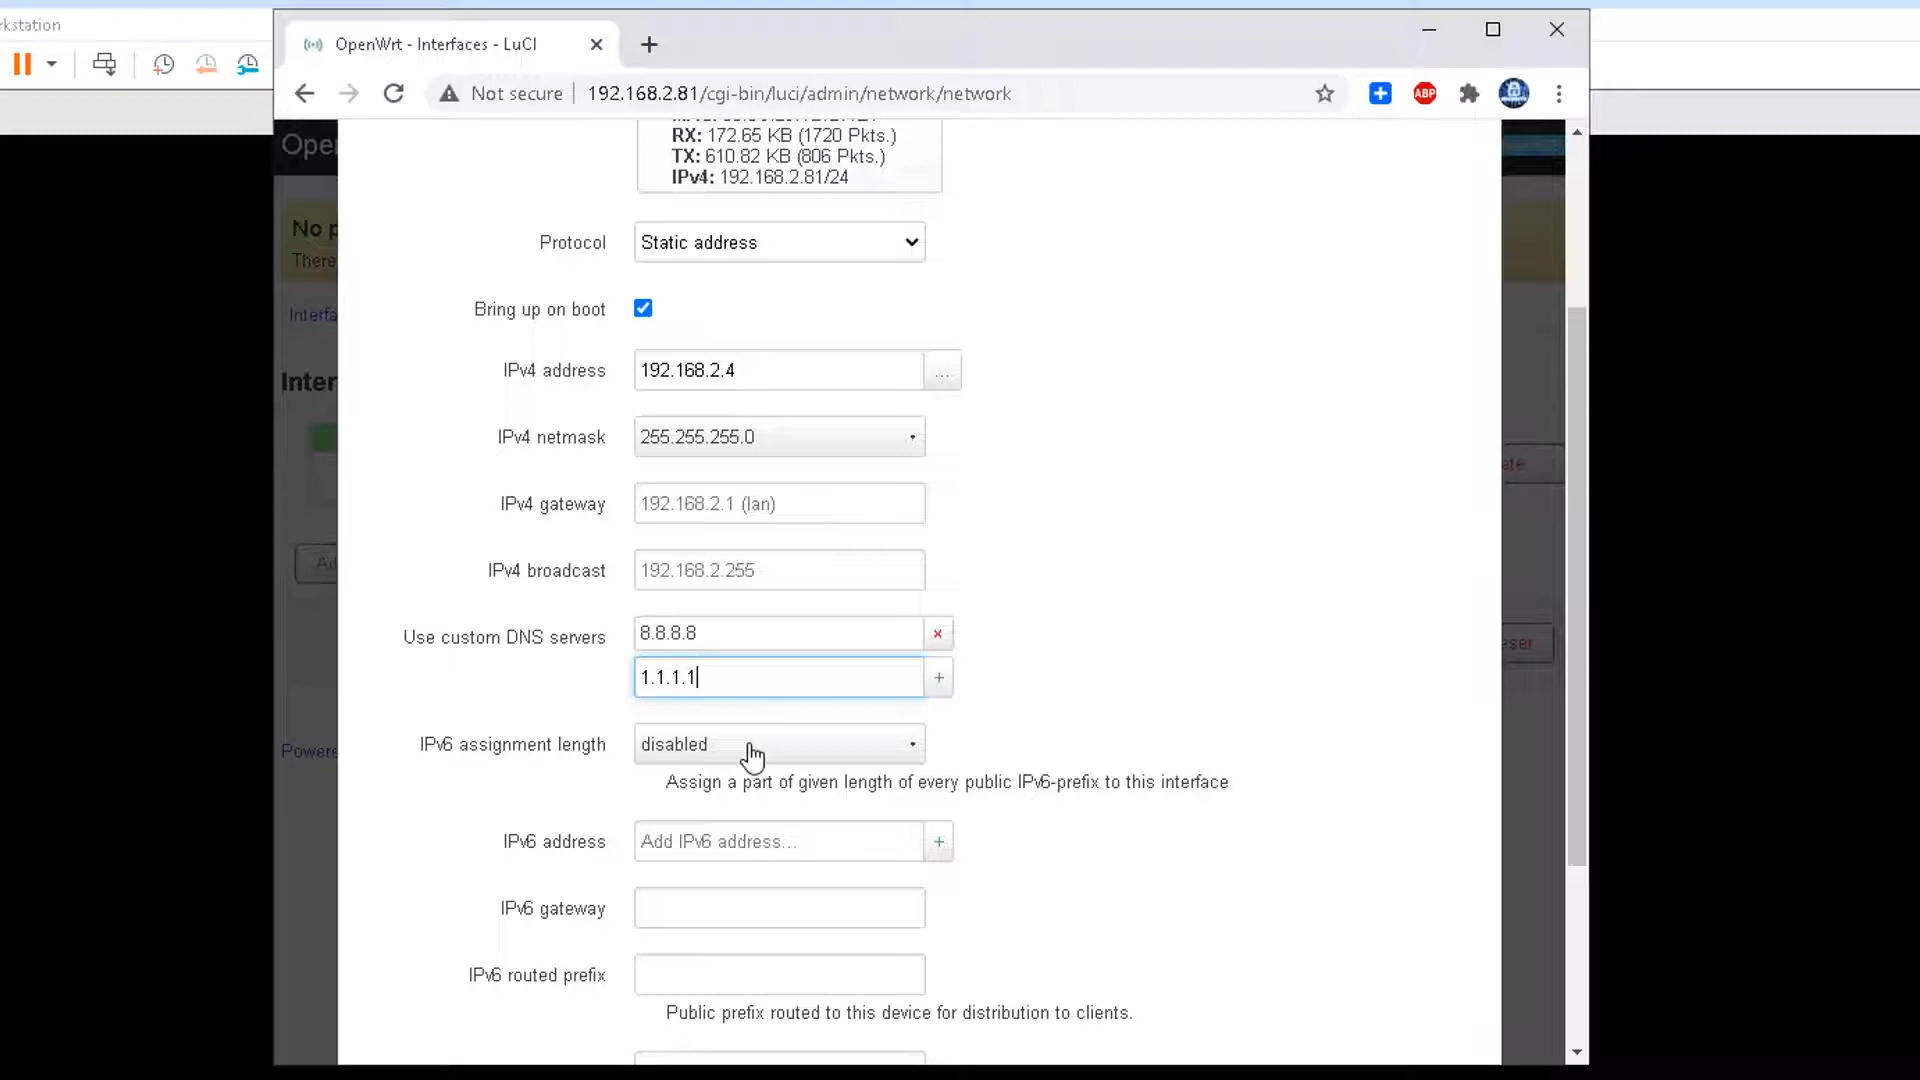 rkstation
OpenWrt - Interfaces - LuCI
Not secure
192.168.2.81/cgi-bin/luci/admin/network/network
ABP
Ope
RX: 172.65 KB (1720 Pkts.)
TX: 610.82 KB (806 Pkts.)
IPv4: 192.168.2.81/24
No p
There
Protocol
Static address
Interfa
Bring up on boot
IPv4 address
192.168.2.4
...
Inter
IPv4 netmask
255.255.255.0
ate
IPv4 gateway
192.168.2.1 (lan)
Ad
IPv4 broadcast
192.168.2.255
Use custom DNS servers
8.8.8.8
×
1.1.1.1
+
IPv6 assignment length
disabled
Powere
Assign a part of given length of every public IPv6-prefix to this interface
IPv6 address
Add IPv6 address...
+
IPv6 gateway
IPv6 routed prefix
Public prefix routed to this device for distribution to clients.